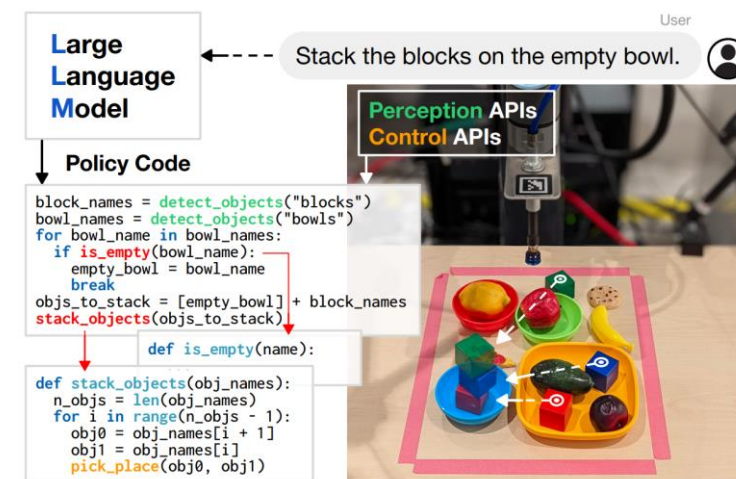 User
Stack the blocks on the empty bowl.
Large
Language
Model
Perception APIs
Control APIs
Policy Code
block_names = detect_objects("blocks")
bowl_names = detect_objects("bowls")
for bowl_name in bowl_names:
  if is_empty(bowl_name):
    empty_bowl = bowl_name
    break
objs_to_stack = [empty_bowl] + block_names
stack_objects(objs_to_stack)
def is_empty(name):
...
def stack_objects(obj_names):
  n_objs = len(obj_names)
  for i in range(n_objs - 1):
    obj0 = obj_names[i + 1]
    obj1 = obj_names[i]
    pick_place(obj0, obj1)